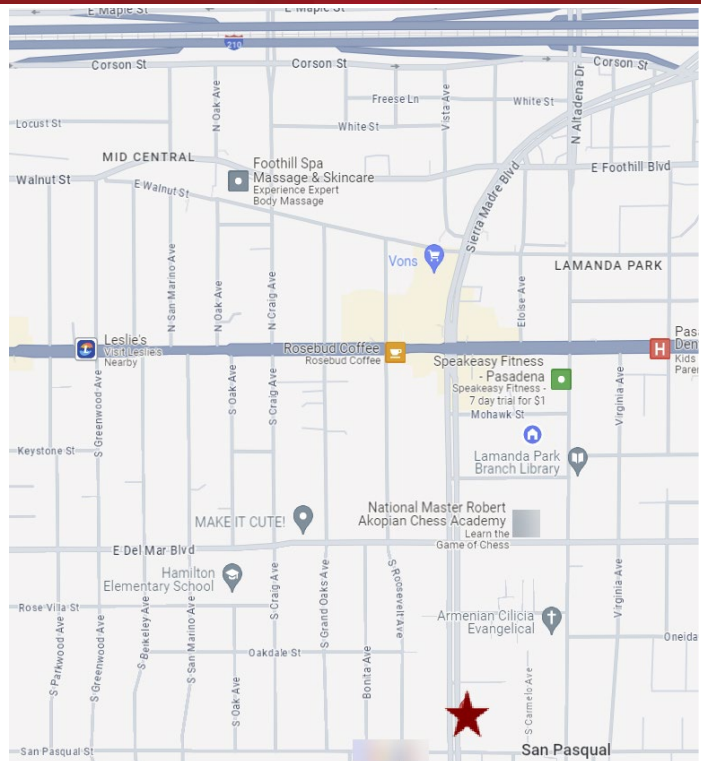 E Maple St
E Maple St
210
Corson St
Corson St
Corson St
N Oak Ave
Freese Ln
Vista Ave
White St
N Altadena Dr
Locust St
White St
MID CENTRAL
Foothill Spa
Massage & Skincare
Experience Expert
Body Massage
E Foothill Blvd
Walnut St
E Walnut St
Sierra Madre Blvd
Vons
LAMANDA PARK
N San Marino Ave
N Oak Ave
N Craig Ave
Eloise Ave
Leslie's
Visit Leslie's
Nearby
Rosebud Coffee
Rosebud Coffee
H
Pas
Den
Kids
Parer
Speakeasy Fitness
- Pasadena
Speakeasy Fitness -
7 day trial for $1
Mohawk St
S Greenwood Ave
S Oak Ave
S Craig Ave
Virginia Ave
Keystone St
Lamanda Park
Branch Library
National Master Robert
Akopian Chess Academy
Learn the
Game of Chess
MAKE IT CUTE!
E Del Mar Blvd
Hamilton
Elementary School
S Craig Ave
S Grand Oaks Ave
S Roosevelt Ave
Virginia Ave
Rose Villa St
Armenian Cilicia
Evangelical
Oneida
S Parkwood Ave
S Greenwood Ave
S Berkeley Ave
S San Marino Ave
Oakdale St
S Oak Ave
Bonita Ave
S Carmelo Ave
San Pasqual St
San Pasqual